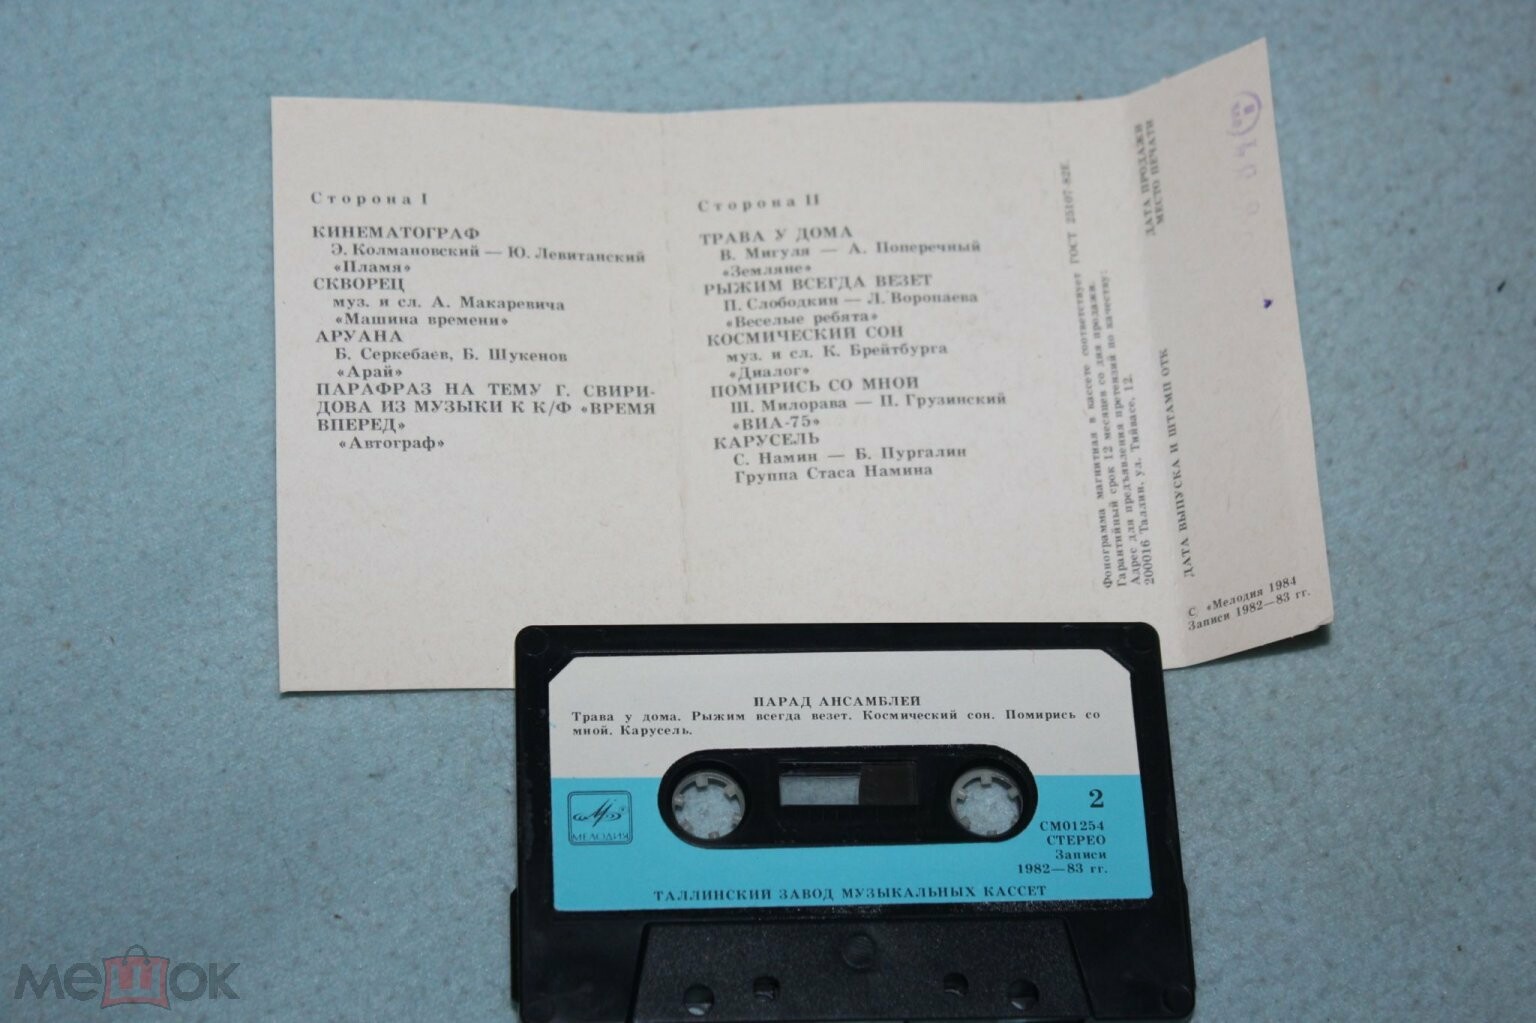 Сторона I
КИНЕМАТОГРАФ
Э. Колмановский — Ю. Левитанский
«Пламя»
СКВОРЕЦ
муз. и сл. А. Макаревича
«Машина времени»
АРУАНА
Б. Серкебаев, Б. Шукенов
«Арай»
ПАРАФРАЗ НА ТЕМУ Г. СВИРИ-
ДОВА ИЗ МУЗЫКИ К К/Ф «ВРЕМЯ
ВПЕРЕД»
«Автограф»
Сторона II
ТРАВА У ДОМА
В. Мигуля — А. Поперечный
«Земляне»
РЫЖИМ ВСЕГДА ВЕЗЕТ
П. Слободкин — Л. Воропаева
«Веселые ребята»
КОСМИЧЕСКИЙ СОН
муз. и сл. К. Брейтбурга
«Диалог»
ПОМИРИСЬ СО МНОЙ
Ш. Милорава — П. Грузинский
«ВИА-75»
КАРУСЕЛЬ
С. Намин — Б. Пургалин
Группа Стаса Намина
Фонограмма магнитная в кассете соответствует ГОСТ 25107-82Е
Гарантийный срок 12 месяцев со дня продажи.
Адрес для предъявления претензий по качеству:
200016 Таллин, ул. Тийвасе, 12.
ДАТА ПРОДАЖИ
МЕСТО ПЕЧАТИ
ДАТА ВЫПУСКА И ШТАМП ОТК
С «Мелодия 1984
Записи 1982—83 гг.
ПАРАД АНСАМБЛЕЙ
Трава у дома. Рыжим всегда везет. Космический сон. Помирись со
мной. Карусель.
МЕЛОДИЯ
2
СМ01254
СТЕРЕО
Записи
1982—83 гг.
ТАЛЛИНСКИЙ ЗАВОД МУЗЫКАЛЬНЫХ КАССЕТ
мешок